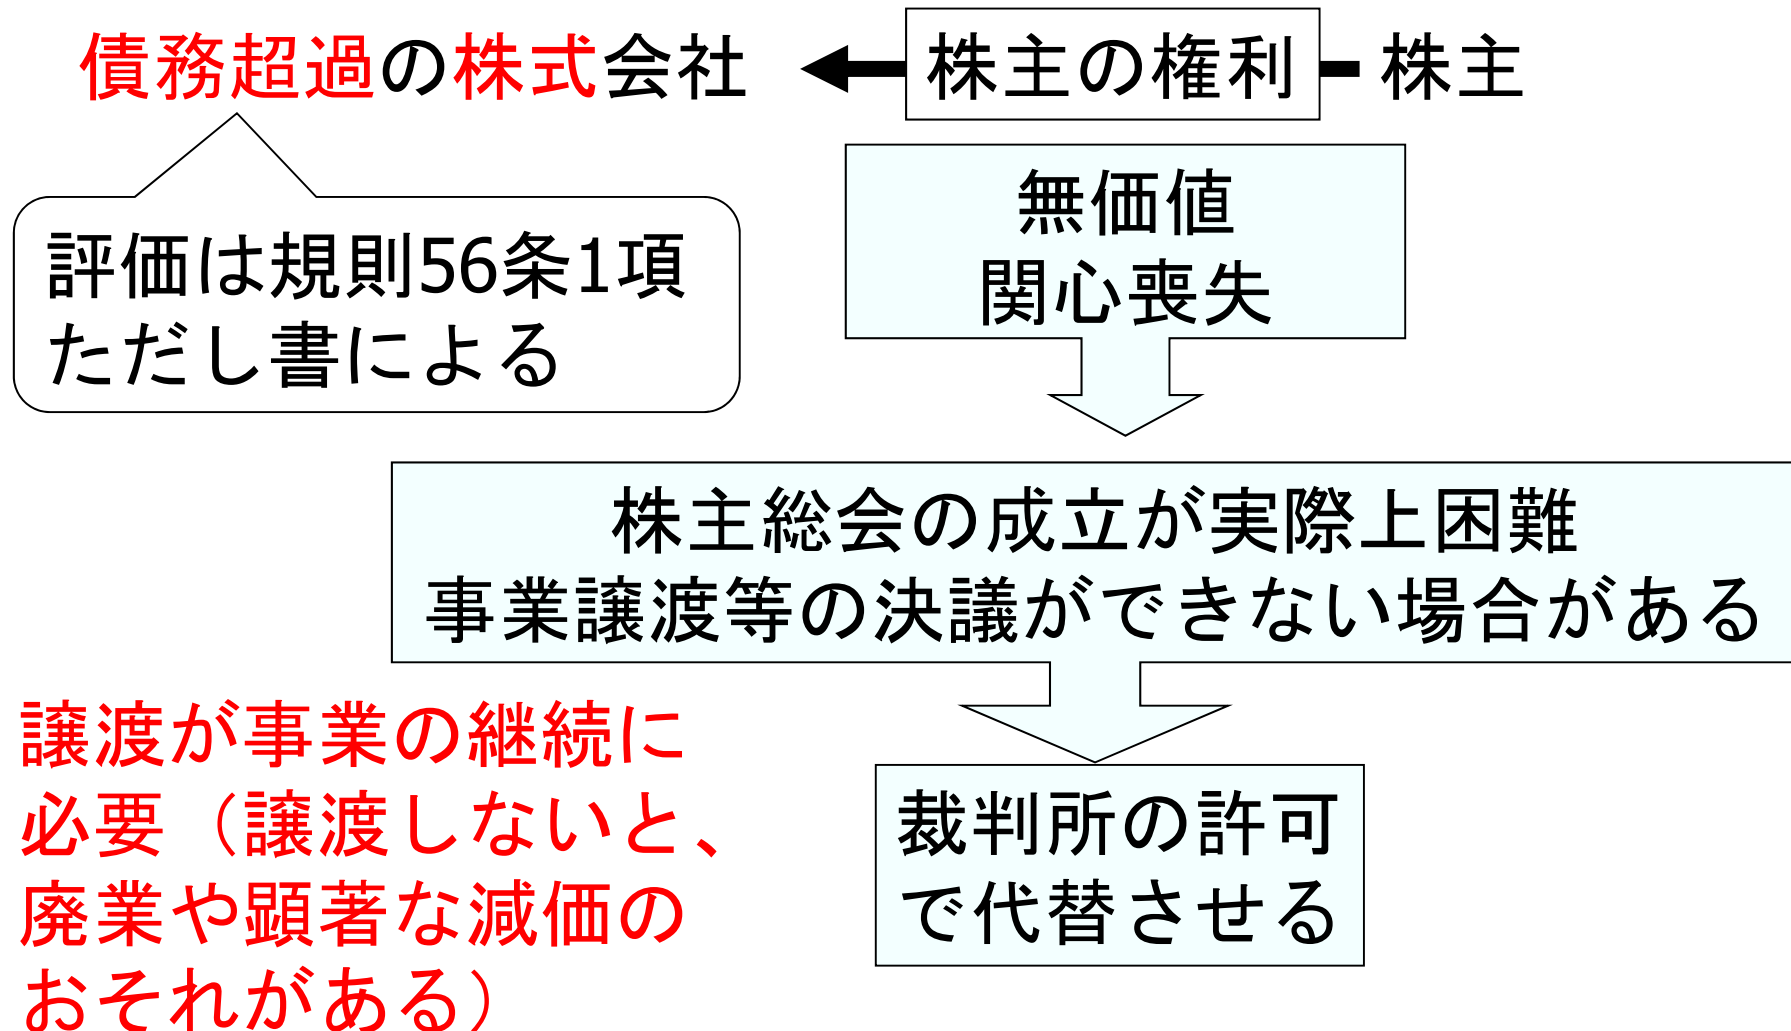 債務超過の株式会社
株主の権利
株主
評価は規則56条1項
ただし書による
無価値
関心喪失
株主総会の成立が実際上困難
事業譲渡等の決議ができない場合がある
譲渡が事業の継続に
必要（譲渡しないと、
廃業や顕著な減価の
おそれがある）
裁判所の許可
で代替させる